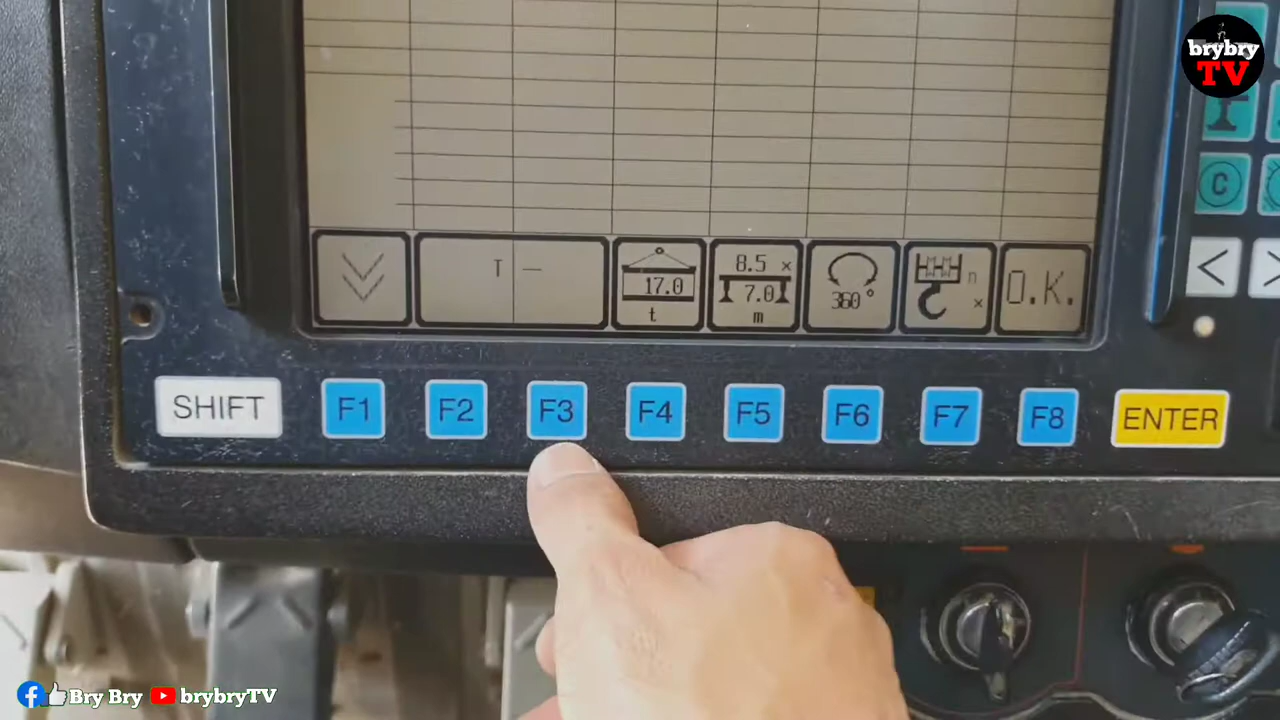 brybry
TV
C
T —
17.0
t
8.5 x
7.0
m
360°
n
x
O.K.
<
SHIFT
F1
F2
F3
F4
F5
F6
F7
F8
ENTER
Bry Bry
brybryTV